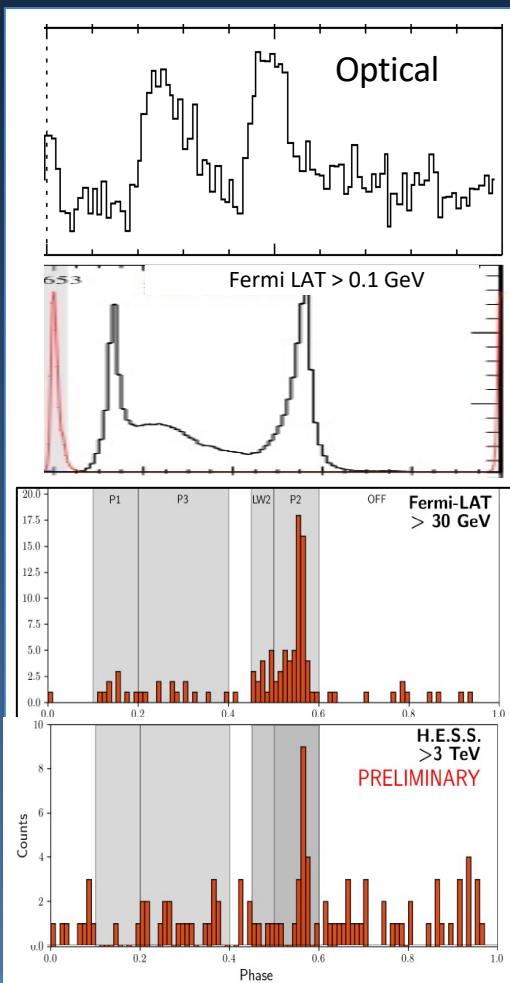 Optical
653
Fermi LAT > 0.1 GeV
20.0
17.5
15.0
12.5
10.0
7.5
5.0
2.5
0.0
P1
P3
LW2
P2
OFF
Fermi-LAT
> 30 GeV
0.0
0.2
0.4
0.6
0.8
1.0
10
8
6
4
2
0.0
Counts
H.E.S.S.
>3 TeV
PRELIMINARY
0.0
0.2
0.4
0.6
0.8
1.0
Phase